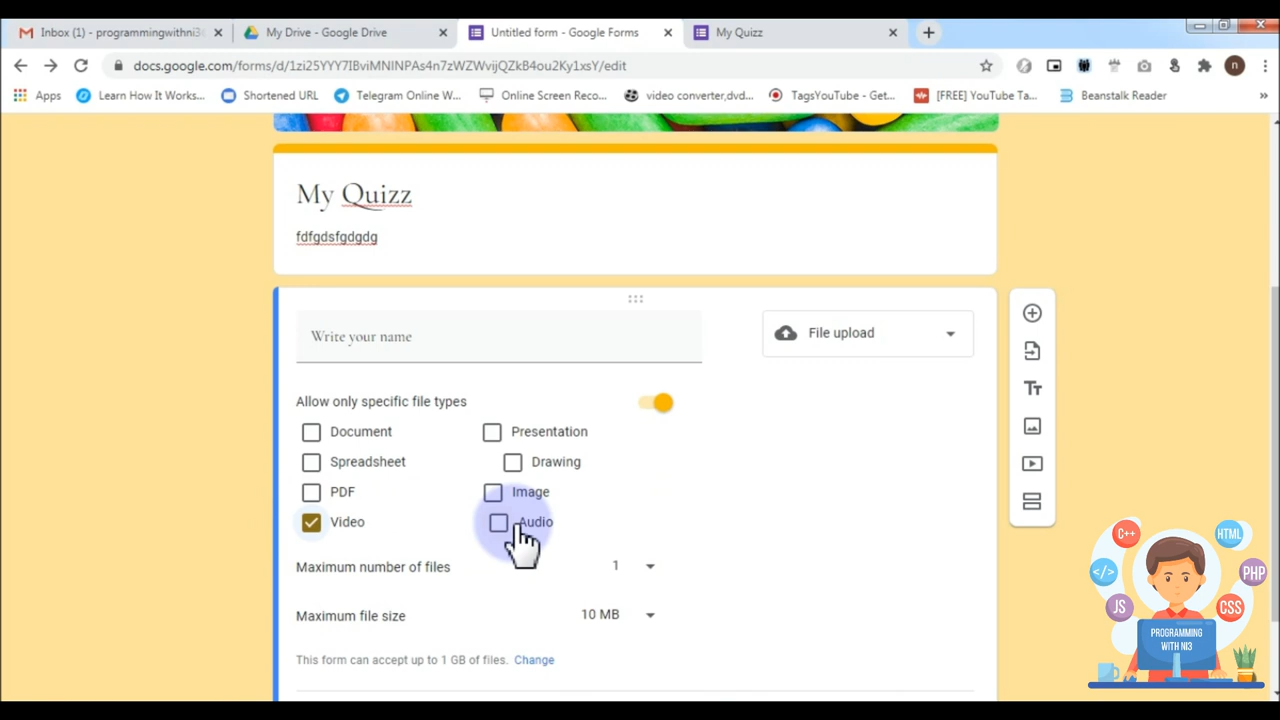 Inbox (1) - programmingwithni3
My Drive - Google Drive
Untitled form - Google Forms
My Quizz
docs.google.com/forms/d/1zi25YYY7IBviMNINPAs4n7zWZWvijQZkB4ou2Ky1xsY/edit
n
Apps
Learn How It Works...
Shortened URL
Telegram Online W...
Online Screen Reco...
video converter,dvd...
TagsYouTube - Get...
[FREE] YouTube Ta...
Beanstalk Reader
»
My Quizz
fdfgdsfgdgdg
Write your name
File upload
Allow only specific file types
Document
Presentation
Spreadsheet
Drawing
PDF
Image
Video
Audio
Maximum number of files
1
Maximum file size
10 MB
This form can accept up to 1 GB of files. Change
Tт
C++
HTML
</>
PHP
JS
CSS
PROGRAMMING
WITH NI3